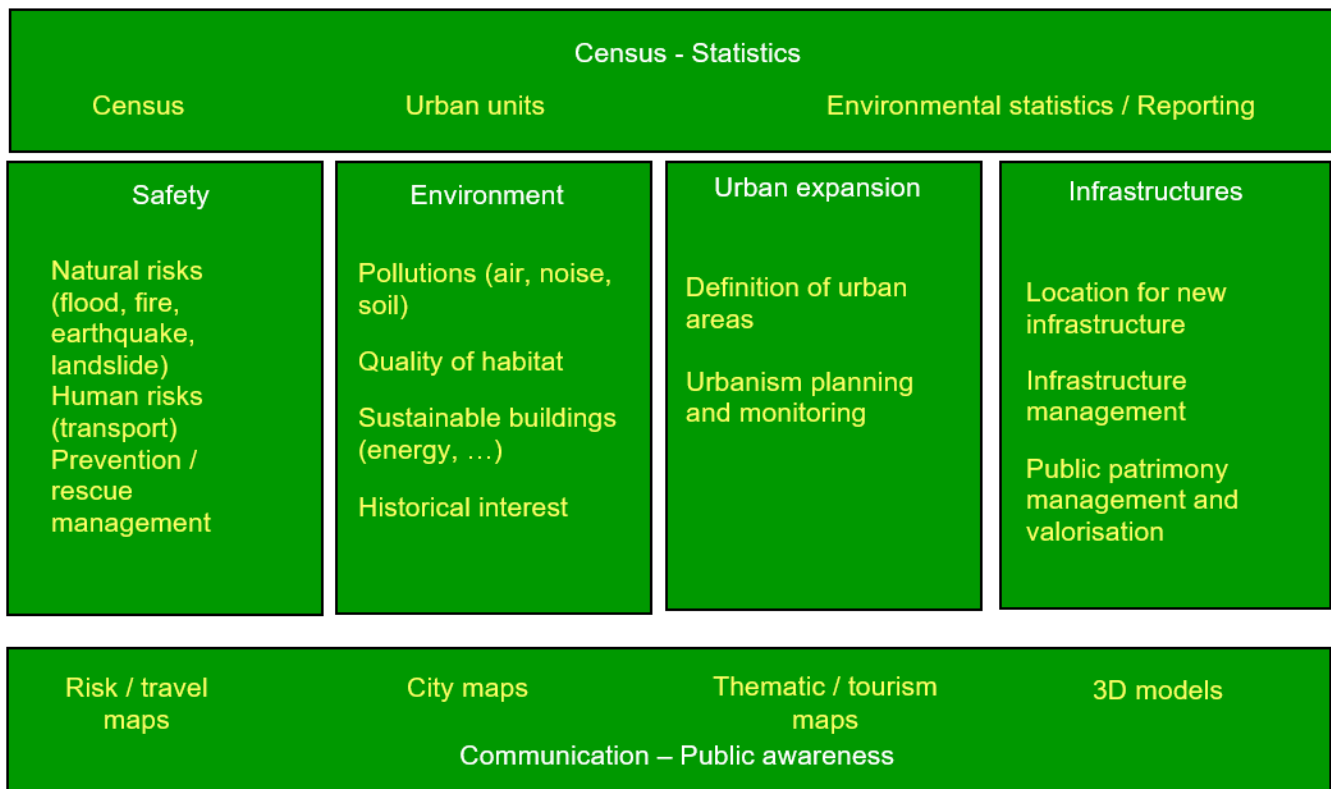 Census - Statistics
Census
Urban units
Environmental statistics / Reporting
Safety
Natural risks
(flood, fire,
earthquake,
landslide)
Human risks
(transport)
Prevention /
rescue
management
Environment
Pollutions (air, noise,
soil)
Quality of habitat
Sustainable buildings
(energy, …)
Historical interest
Urban expansion
Definition of urban
areas
Urbanism planning
and monitoring
Infrastructures
Location for new
infrastructure
Infrastructure
management
Public patrimony
management and
valorisation
Risk / travel
maps
City maps
Thematic / tourism
maps
3D models
Communication – Public awareness